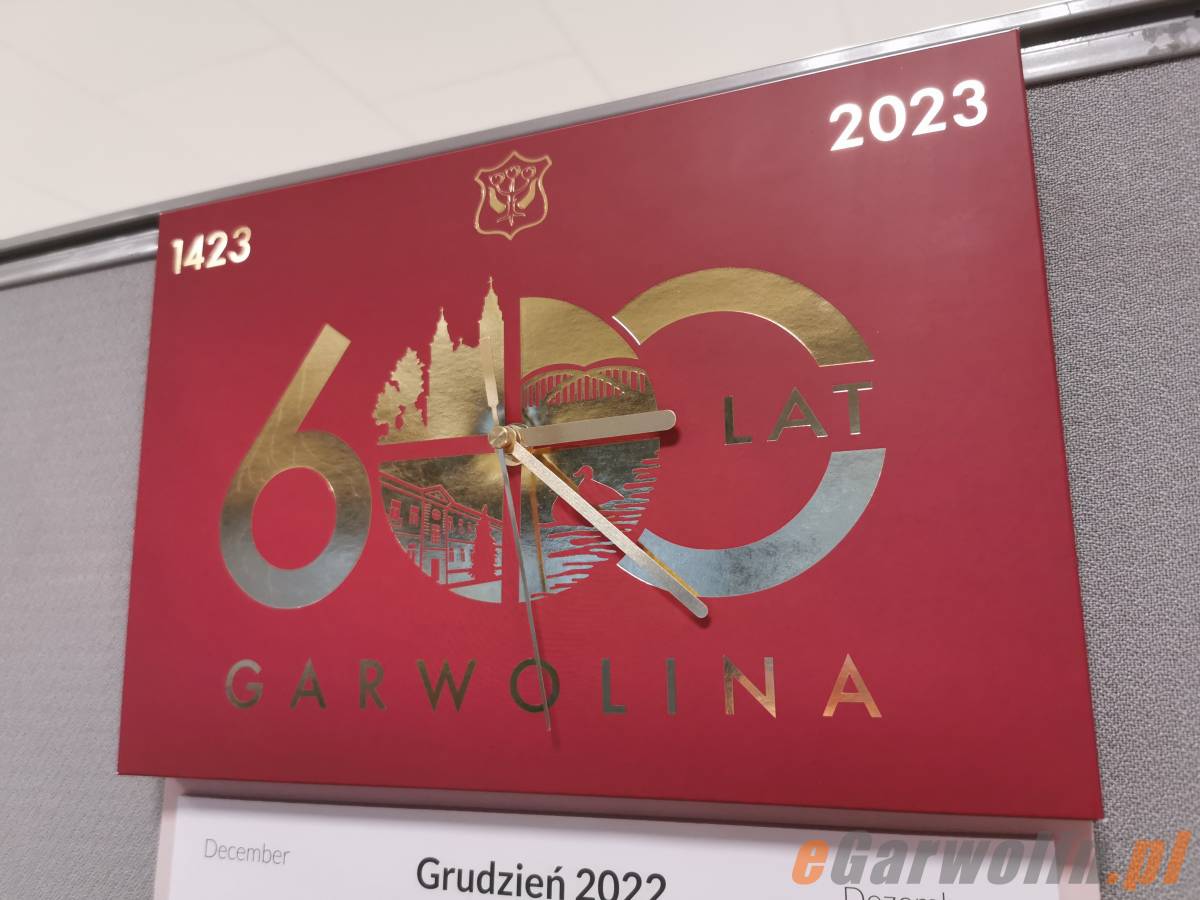 1423
2023
600
LAT
GARWOLINA
December
Grudzień 2022
eGarwolin.pl